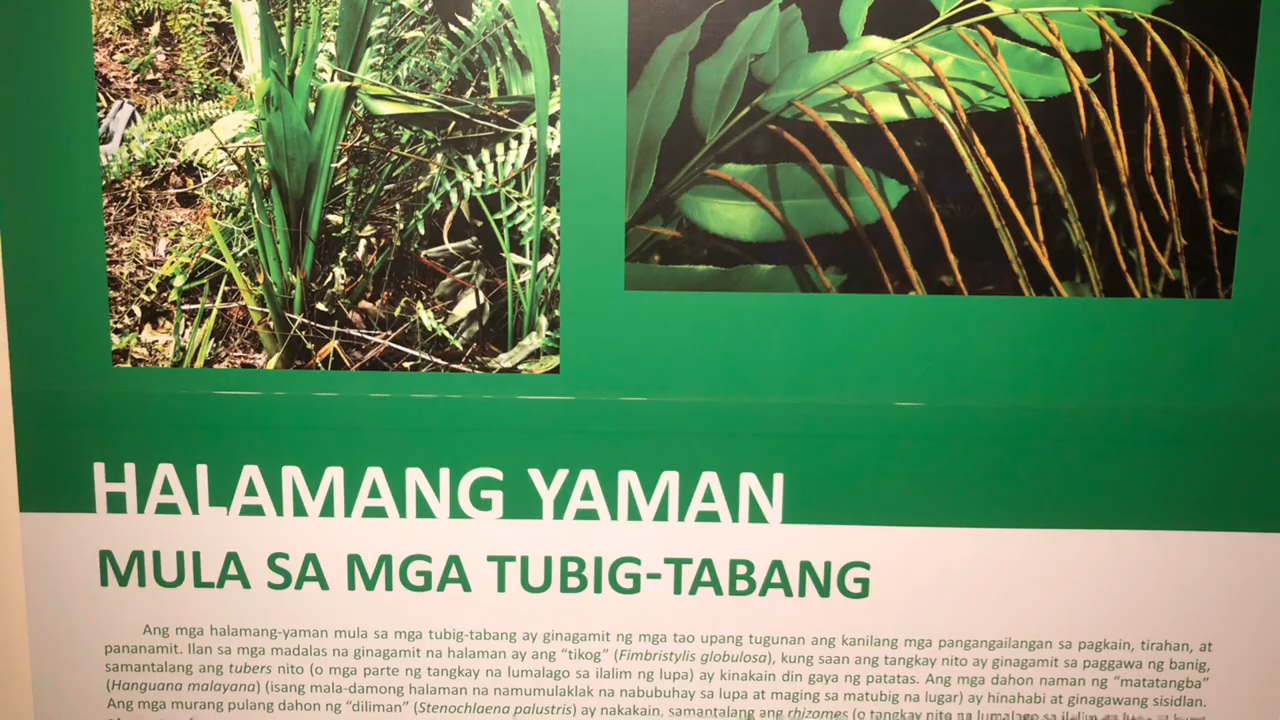 HALAMANG YAMAN
MULA SA MGA TUBIG-TABANG
Ang mga halamang-yaman mula sa mga tubig-tabang ay ginagamit ng mga tao upang tugunan ang kanilang mga pangangailangan sa pagkain, tirahan, at
pananamit. Ilan sa mga madalas na ginagamit na halaman ay ang “tikog” (Fimbristylis globulosa), kung saan ang tangkay nito ay ginagamit sa paggawa ng banig,
samantalang ang tubers nito (o mga parte ng tangkay na lumalago sa ilalim ng lupa) ay kinakain din gaya ng patatas. Ang mga dahon naman ng “matatangba”
(Hanguana malayana) (isang mala-damong halaman na namumulaklak na nabubuhay sa lupa at maging sa matubig na lugar) ay hinahabi at ginagawang sisidlan.
Ang mga murang pulang dahon ng “diliman” (Stenochlaena palustris) ay nakakain, samantalang ang rhizomes (o tangkay nito na lumalago sa ilalim ng lupa